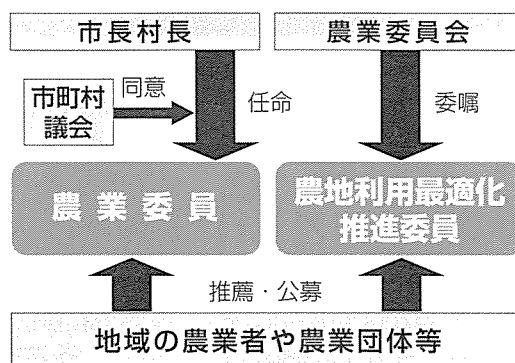 市長村長
農業委員会
市町村
議会
同意
任命
委嘱
農業委員
農地利用最適化
推進委員
推薦・公募
地域の農業者や農業団体等